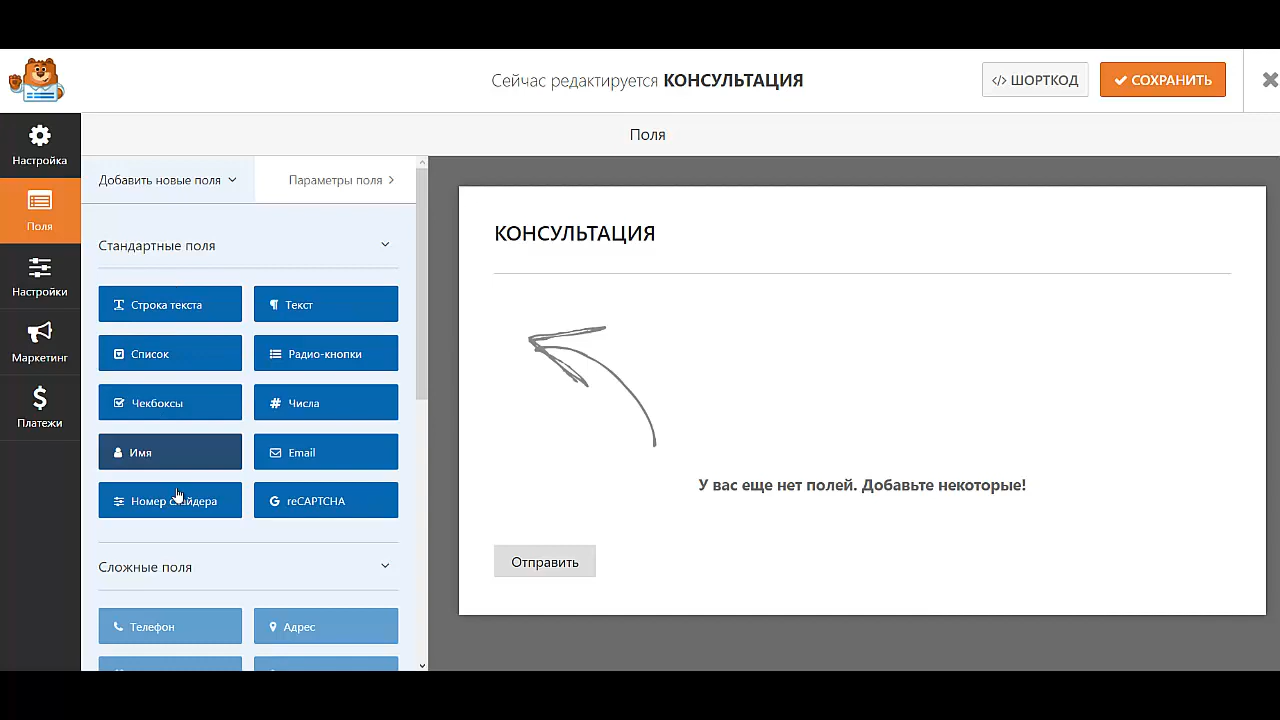 Сейчас редактируется КОНСУЛЬТАЦИЯ
</> ШОРТКОД
СОХРАНИТЬ
Настройка
Поля
Настройки
Маркетинг
Платежи
Поля
Добавить новые поля
Параметры поля
Стандартные поля
Строка текста
Текст
Список
Радио-кнопки
Чекбоксы
Числа
Имя
Email
Номер слайдера
reCAPTCHA
Сложные поля
Телефон
Адрес
КОНСУЛЬТАЦИЯ
У вас еще нет полей. Добавьте некоторые!
Отправить